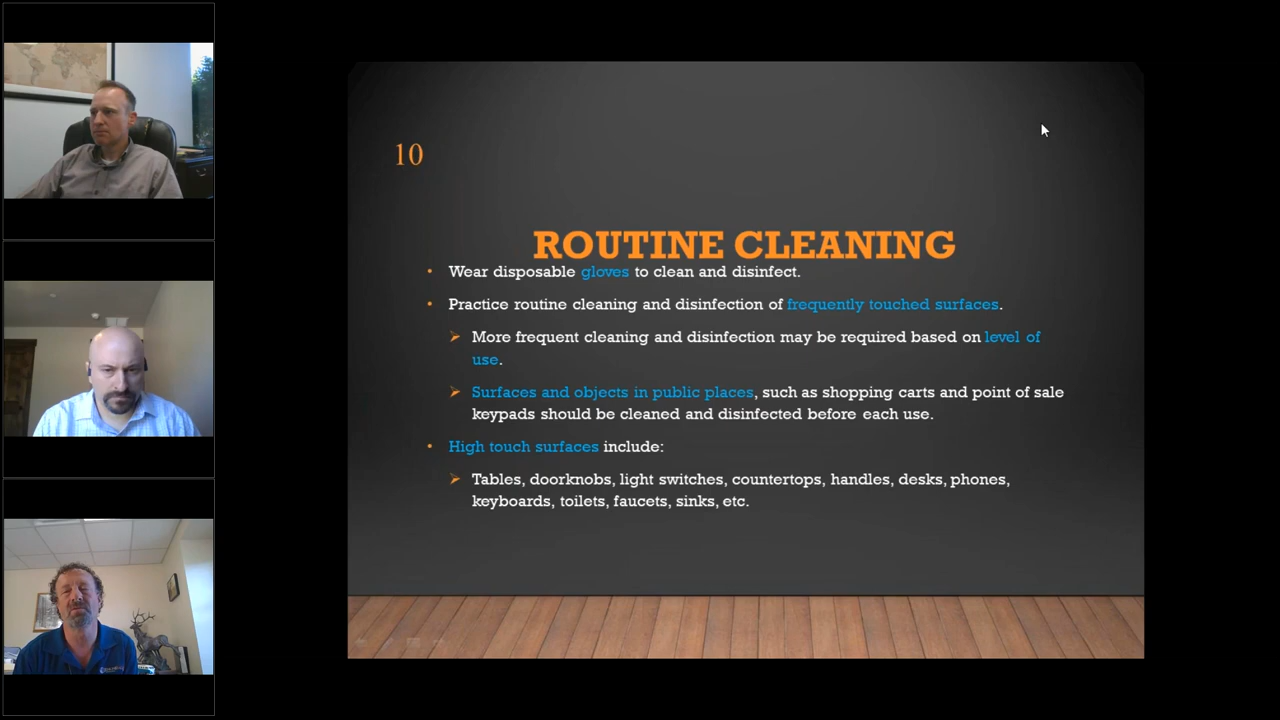 10
ROUTINE CLEANING
• Wear disposable gloves to clean and disinfect.
• Practice routine cleaning and disinfection of frequently touched surfaces.
➢ More frequent cleaning and disinfection may be required based on level of
use.
➢ Surfaces and objects in public places, such as shopping carts and point of sale
keypads should be cleaned and disinfected before each use.
• High touch surfaces include:
➢ Tables, doorknobs, light switches, countertops, handles, desks, phones,
keyboards, toilets, faucets, sinks, etc.